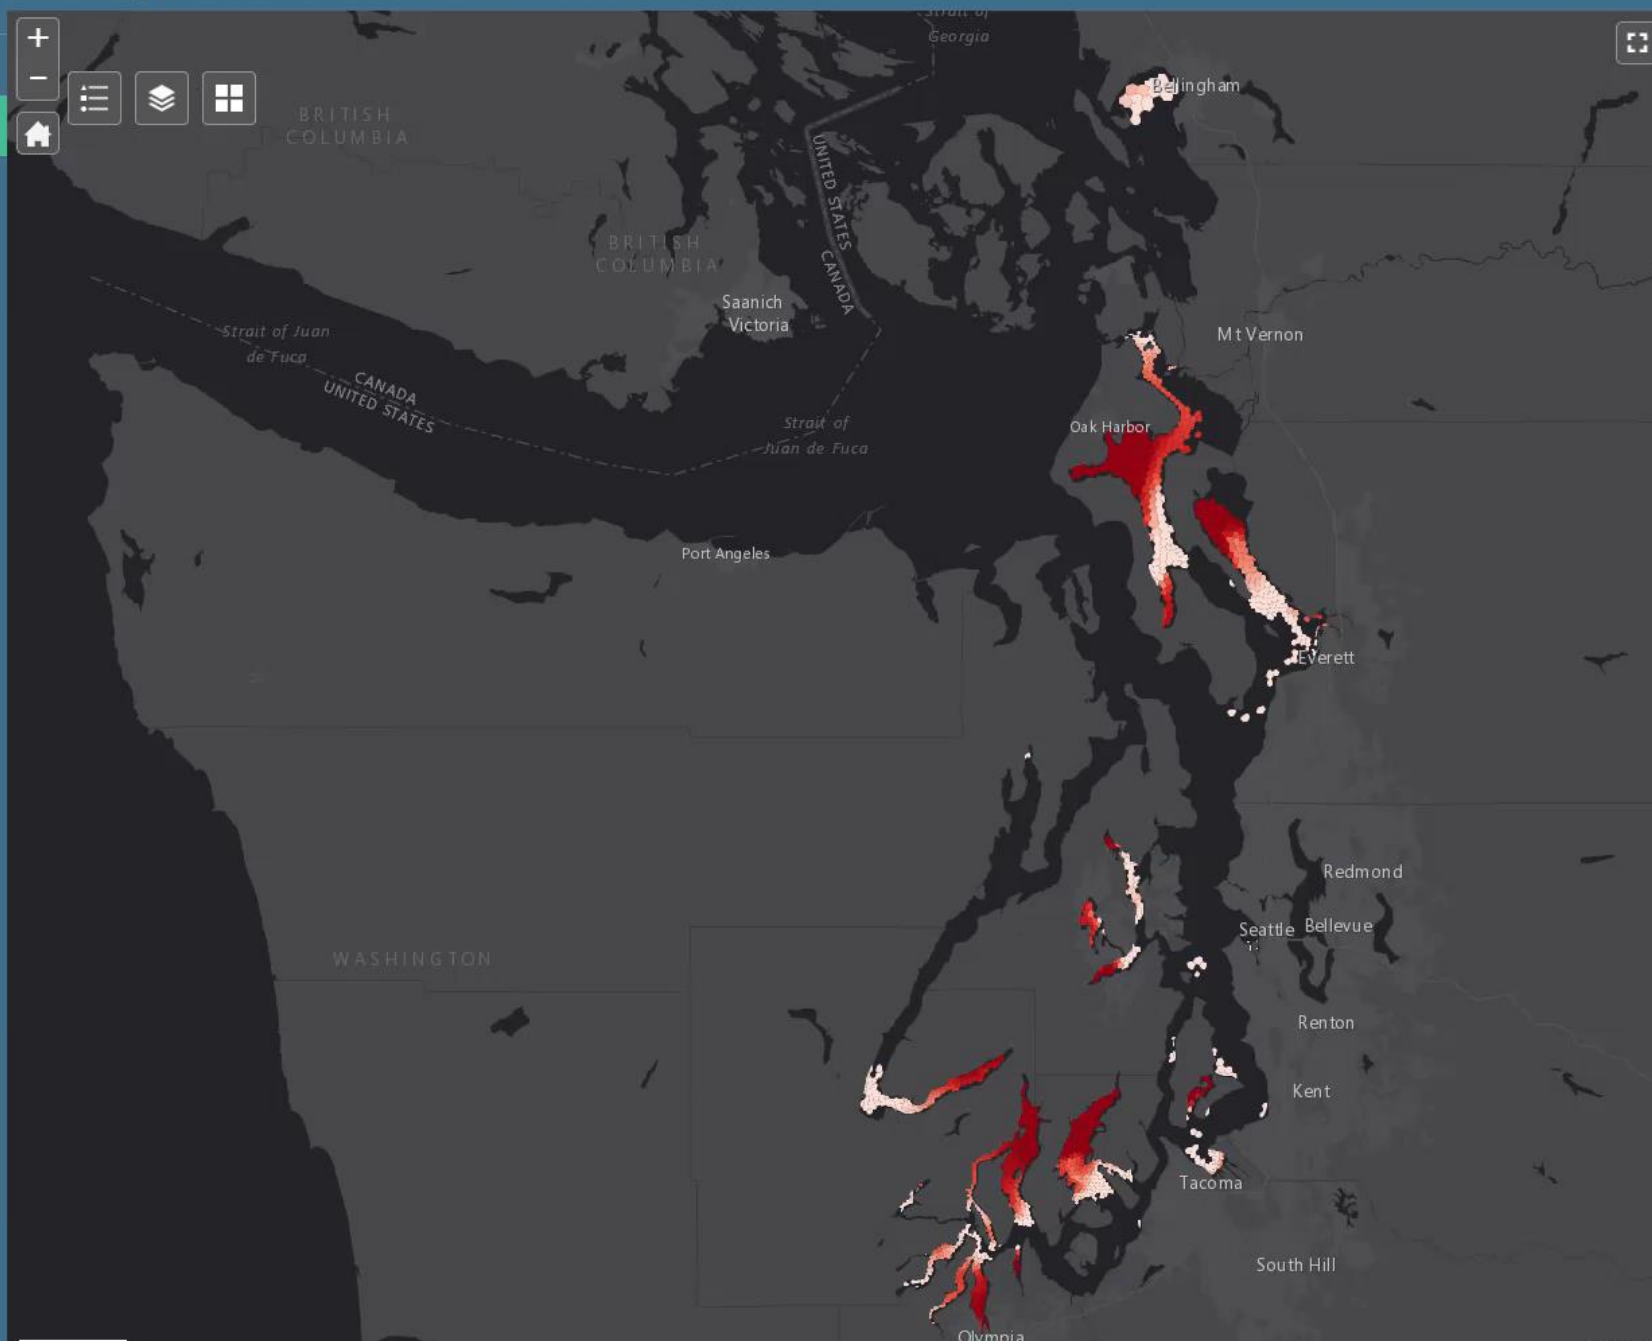 Strait of
Georgia
Bellingham
BRITISH
COLUMBIA
UNITED STATES
CANADA
BRITISH
COLUMBIA
Saanich
Victoria
Strait of Juan
de Fuca
CANADA
UNITED STATES
Mt Vernon
Oak Harbor
Strait of
Juan de Fuca
Port Angeles
Everett
Redmond
Seattle
Bellevue
WASHINGTON
Renton
Kent
Tacoma
South Hill
Olympia